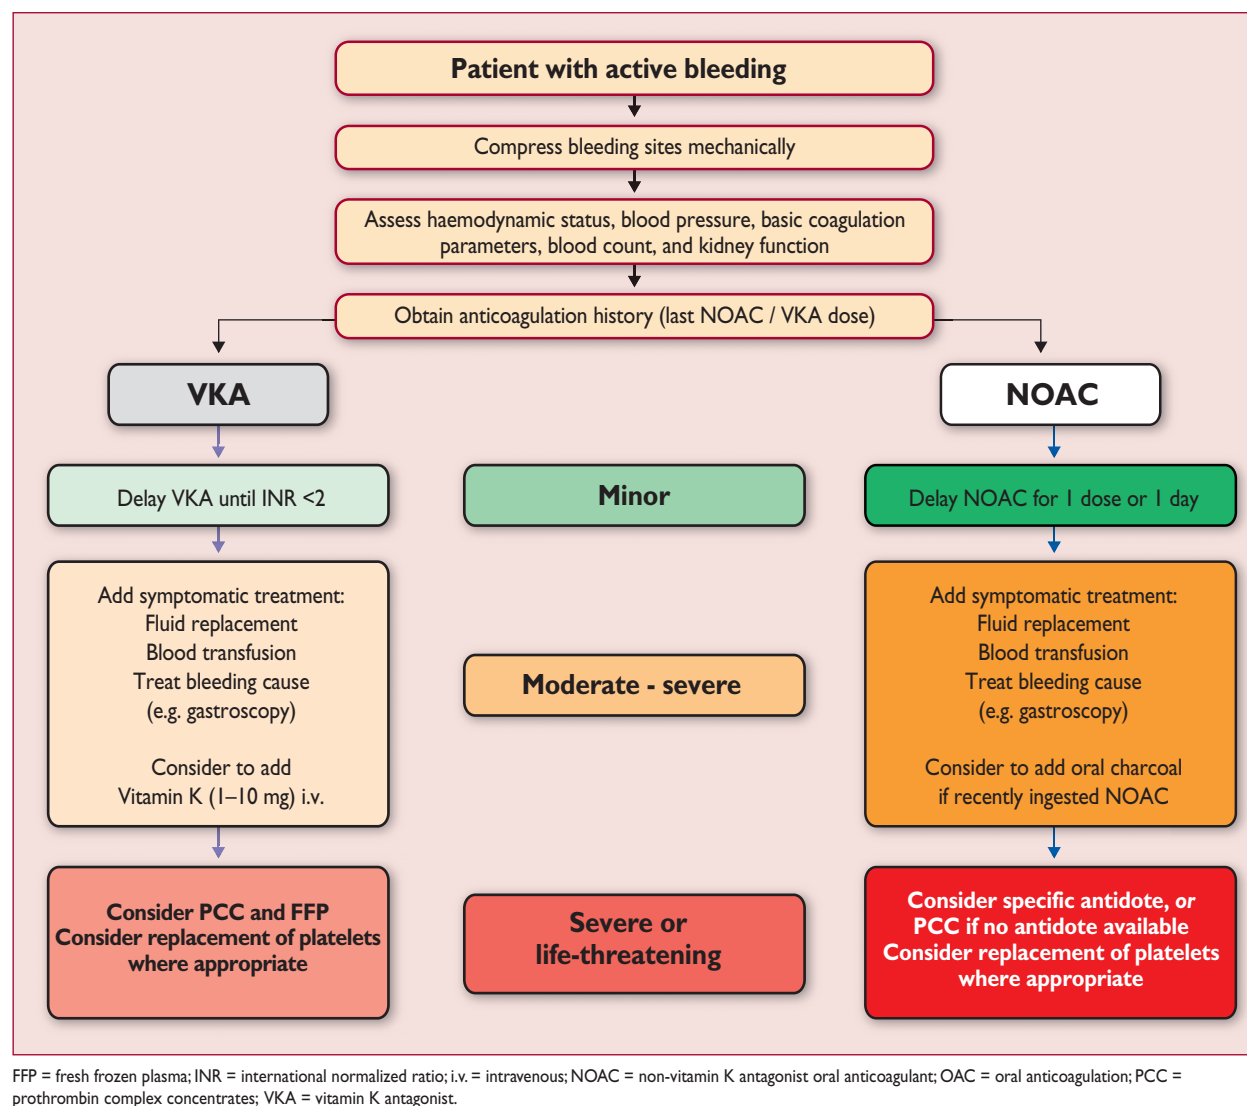 Patient with active bleeding
Compress bleeding sites mechanically
Assess haemodynamic status, blood pressure, basic coagulation
parameters, blood count, and kidney function
Obtain anticoagulation history (last NOAC / VKA dose)
VKA
NOAC
Delay VKA until INR <2
Minor
Delay NOAC for 1 dose or 1 day
Add symptomatic treatment:
Fluid replacement
Blood transfusion
Treat bleeding cause
(e.g. gastroscopy)
Consider to add
Vitamin K (1–10 mg) i.v.
Moderate - severe
Add symptomatic treatment:
Fluid replacement
Blood transfusion
Treat bleeding cause
(e.g. gastroscopy)
Consider to add oral charcoal
if recently ingested NOAC
Consider PCC and FFP
Consider replacement of platelets
where appropriate
Severe or
life-threatening
Consider specific antidote, or
PCC if no antidote available
Consider replacement of platelets
where appropriate
FFP = fresh frozen plasma; INR = international normalized ratio; i.v. = intravenous; NOAC = non-vitamin K antagonist oral anticoagulant; OAC = oral anticoagulation; PCC =
prothrombin complex concentrates; VKA = vitamin K antagonist.